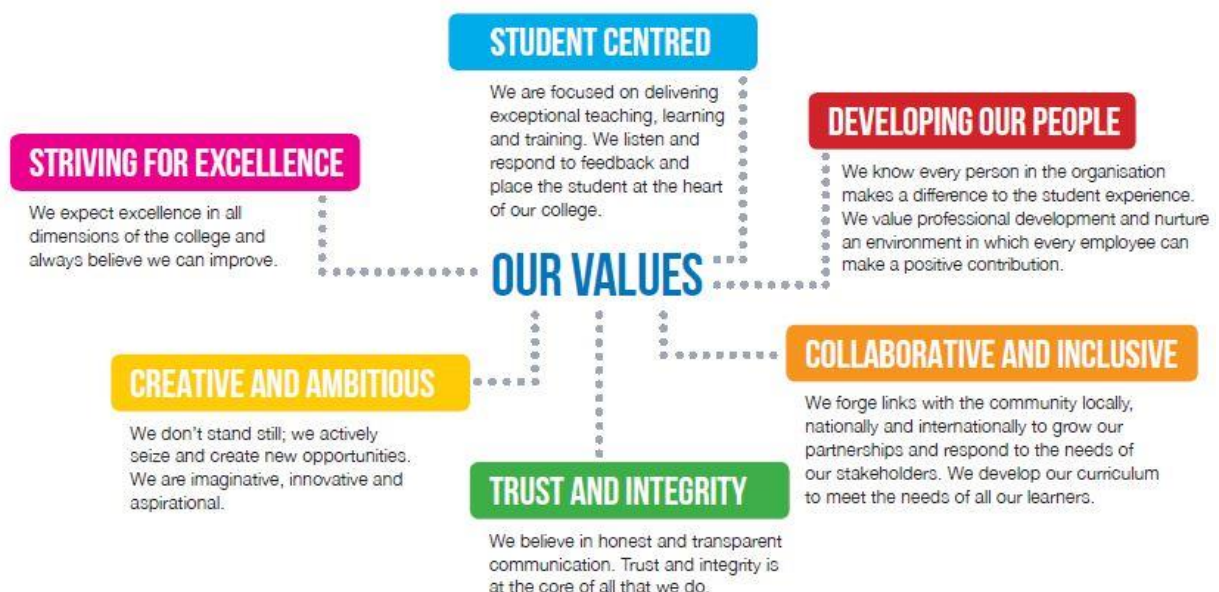 STUDENT CENTRED
We are focused on delivering
exceptional teaching, learning
and training. We listen and
respond to feedback and
place the student at the heart
of our college.
DEVELOPING OUR PEOPLE
We know every person in the organisation
makes a difference to the student experience.
We value professional development and nurture
an environment in which every employee can
make a positive contribution.
STRIVING FOR EXCELLENCE
We expect excellence in all
dimensions of the college and
always believe we can improve.
OUR VALUES
COLLABORATIVE AND INCLUSIVE
We forge links with the community locally,
nationally and internationally to grow our
partnerships and respond to the needs of
our stakeholders. We develop our curriculum
to meet the needs of all our learners.
CREATIVE AND AMBITIOUS
We don't stand still; we actively
seize and create new opportunities.
We are imaginative, innovative and
aspirational.
TRUST AND INTEGRITY
We believe in honest and transparent
communication. Trust and integrity is
at the core of all that we do.